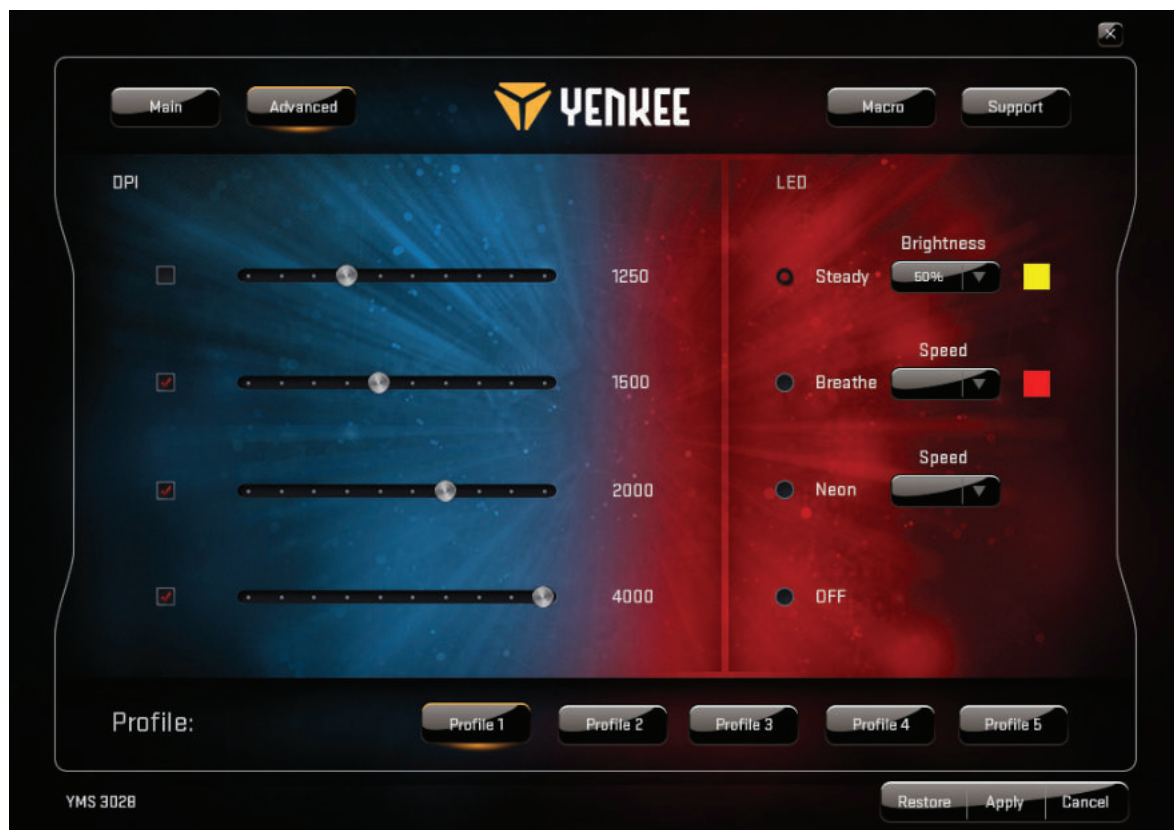 Main Advanced YENKEE Macro Support
DPI LED
Brightness
1250 Steady 50%
Speed
1500 Breathe
Speed
2000 Neon
4000 OFF
Profile: Profile 1 Profile 2 Profile 3 Profile 4 Profile 5
YMS 3028 Restore Apply Cancel